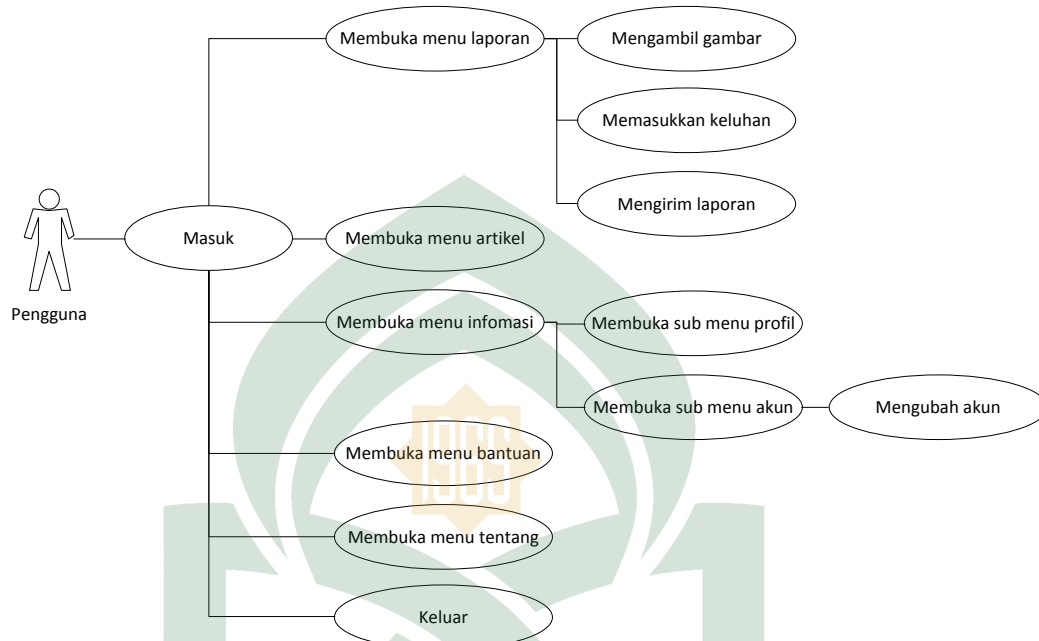 Membuka menu laporan
Mengambil gambar
Memasukkan keluhan
Mengirim laporan
Masuk
Membuka menu artikel
Pengguna
Membuka menu infomasi
Membuka sub menu profil
Membuka sub menu akun
Mengubah akun
Membuka menu bantuan
1965
Membuka menu tentang
Keluar